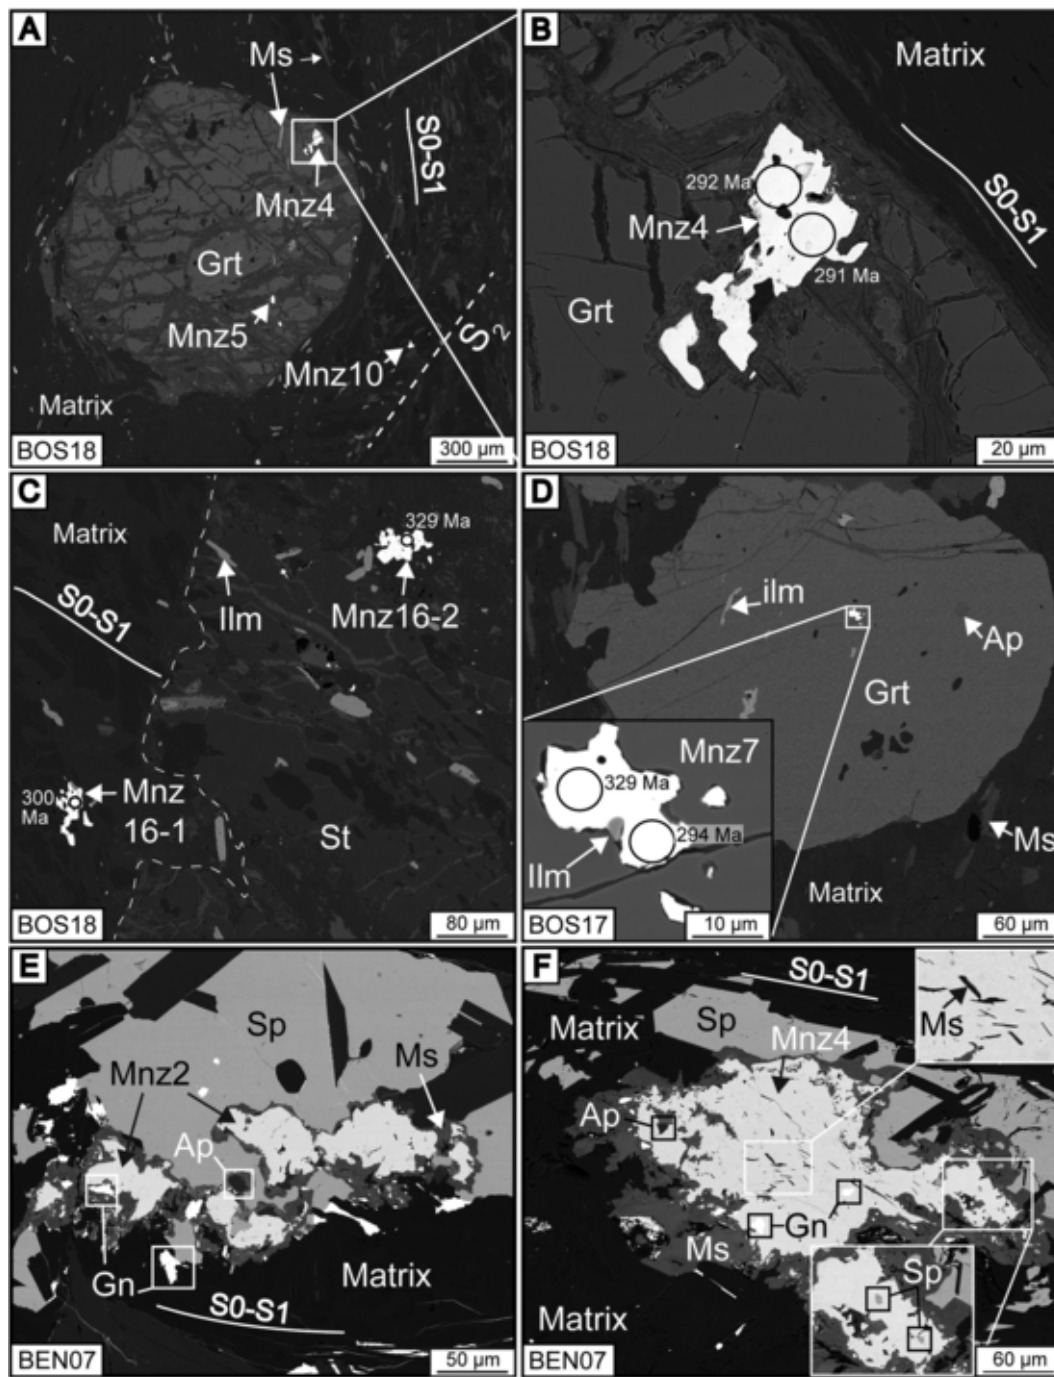 A
Ms
Mnz4
S0-S1
Grt
Mnz5
Mnz10
S2
Matrix
BOS18
300 µm
B
Matrix
S0-S1
292 Ma
Mnz4
291 Ma
Grt
BOS18
20 µm
C
Matrix
329 Ma
S0-S1
Ilm
Mnz16-2
300
Ma
Mnz
16-1
St
BOS18
80 µm
D
ilm
Ap
Grt
Mnz7
329 Ma
294 Ma
Ilm
Ms
Matrix
BOS17
10 µm
60 µm
E
Sp
Mnz2
Ms
Ap
Gn
Matrix
S0-S1
BEN07
50 µm
F
S0-S1
Matrix
Sp
Mnz4
Ms
Ap
Gn
Ms
Sp
Matrix
BEN07
60 µm